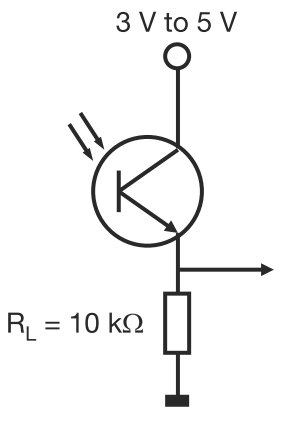 3 V to 5 V
R_L = 10 kΩ